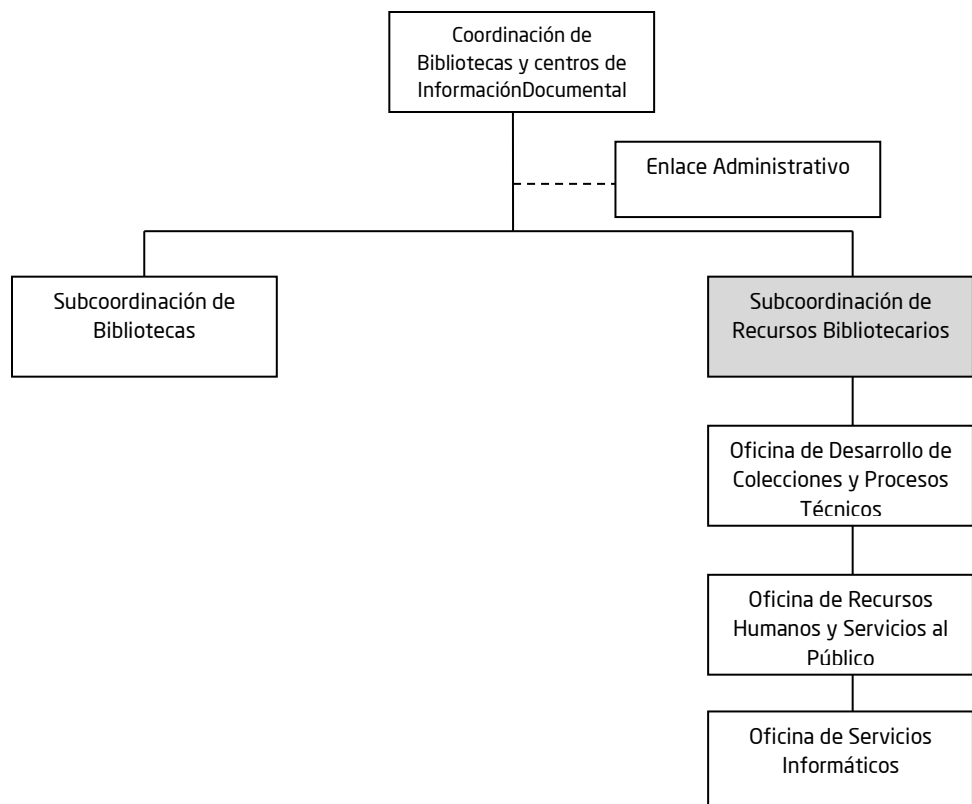 Coordinación de
Bibliotecas y centros de
InformaciónDocumental
Enlace Administrativo
Subcoordinación de
Bibliotecas
Subcoordinación de
Recursos Bibliotecarios
Oficina de Desarrollo de
Colecciones y Procesos
Técnicos
Oficina de Recursos
Humanos y Servicios al
Público
Oficina de Servicios
Informáticos